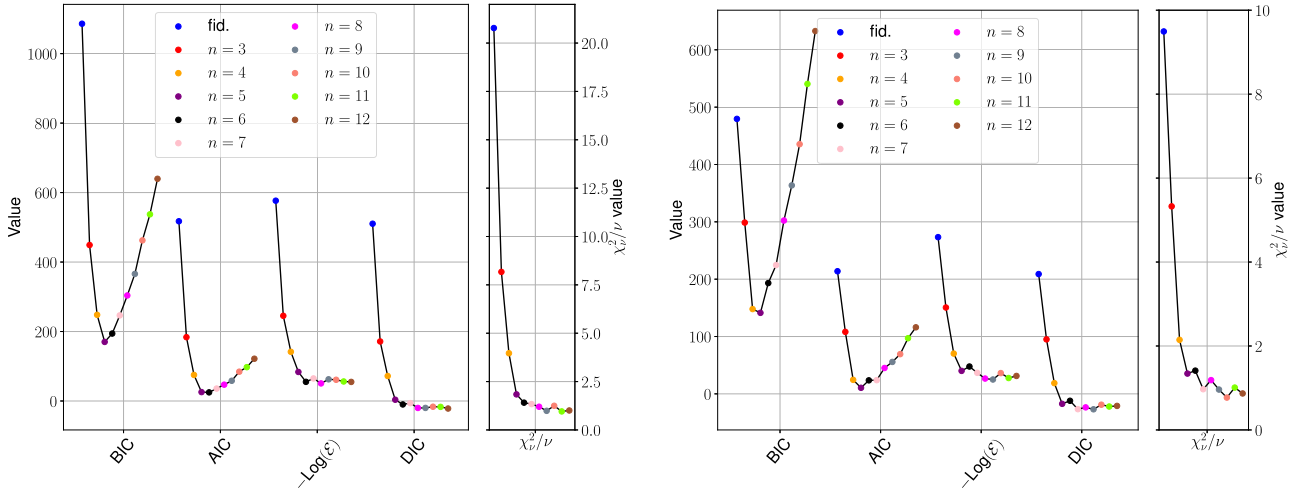 Value
1000
800
600
400
200
0
fid.
n = 3
n = 4
n = 5
n = 6
n = 7
n = 8
n = 9
n = 10
n = 11
n = 12
BIC
AIC
−Log(ℰ)
DIC
20.0
17.5
15.0
12.5
10.0
7.5
5.0
2.5
0.0
χ²_ν/ν value
χ²_ν/ν
Value
600
500
400
300
200
100
0
fid.
n = 3
n = 4
n = 5
n = 6
n = 7
n = 8
n = 9
n = 10
n = 11
n = 12
BIC
AIC
−Log(ℰ)
DIC
10
8
6
4
2
0
χ²_ν/ν value
χ²_ν/ν